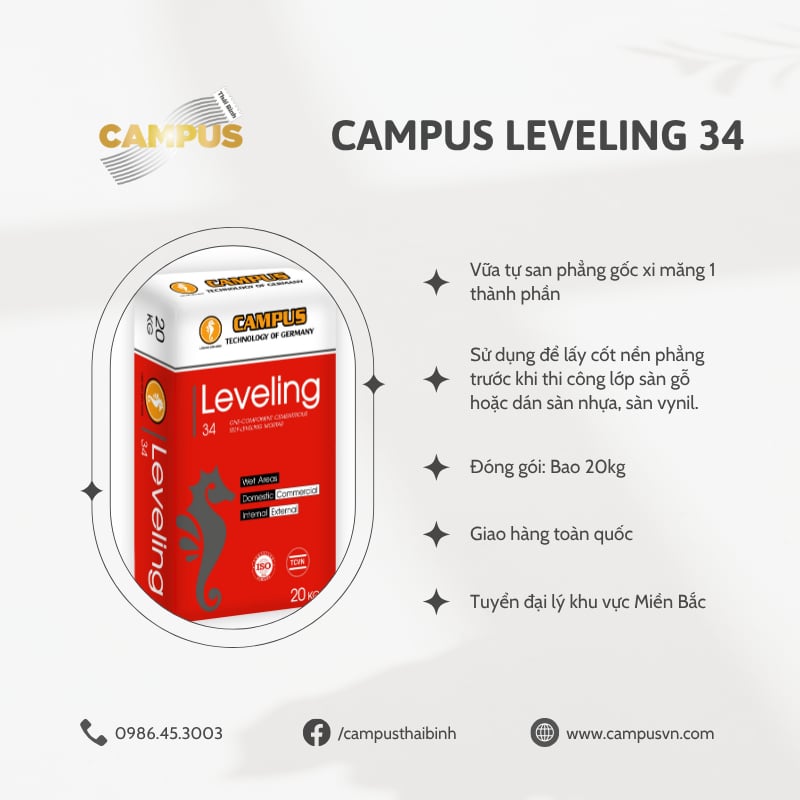 Thái Bình
CAMPUS
CAMPUS LEVELING 34
CAMPUS
TECHNOLOGY OF GERMANY
20
KG
CAMPUS
TECHNOLOGY OF GERMANY
Leveling
34
ONE-COMPONENT CEMENTITIOUS
SELF-LEVELING MORTAR
Leveling
34
Wet Areas
Domestic Commercial
Internal External
ISO
TCVN
20 KG
Vữa tự san phẳng gốc xi măng 1
thành phần
Sử dụng để lấy cốt nền phẳng
trước khi thi công lớp sàn gỗ
hoặc dán sàn nhựa, sàn vynil.
Đóng gói: Bao 20kg
Giao hàng toàn quốc
Tuyển đại lý khu vực Miền Bắc
0986.45.3003
/campusthaibinh
www.campusvn.com